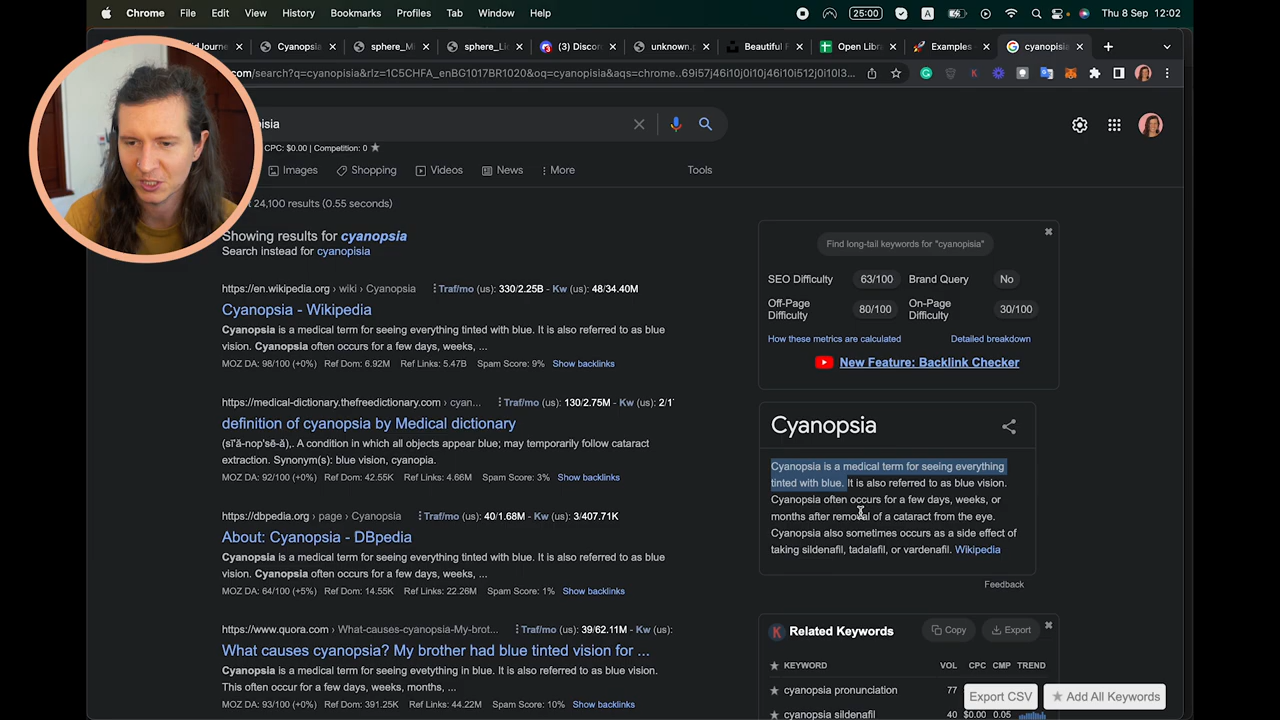 Chrome File Edit View History Bookmarks Profiles Tab Window Help 25:00 A Thu 8 Sep 12:02
Journe Cyanopsia sphere_M sphere_Li (3) Discor unknown.p Beautiful F Open Libra Examples cyanopisia
.com/search?q=cyanopisia&rlz=1C5CHFA_enBG1017BR1020&oq=cyanopisia&aqs=chrome...69i57j46i10j0i10j46i10i512j0i10l3...
CPC: $0.00 | Competition: 0
Images Shopping Videos News More Tools
24,100 results (0.55 seconds)
Showing results for cyanopsia
Search instead for cyanopisia
https://en.wikipedia.org › wiki › Cyanopsia Traf/mo (us): 330/2.25B - Kw (us): 48/34.40M
Cyanopsia - Wikipedia
Cyanopsia is a medical term for seeing everything tinted with blue. It is also referred to as blue
vision. Cyanopsia often occurs for a few days, weeks, ...
MOZ DA: 98/100 (+0%) Ref Dom: 6.92M Ref Links: 5.47B Spam Score: 9% Show backlinks
https://medical-dictionary.thefreedictionary.com › cyan... Traf/mo (us): 130/2.75M - Kw (us): 2/1
definition of cyanopsia by Medical dictionary
(sī'ă-nop'sē-ă),. A condition in which all objects appear blue; may temporarily follow cataract
extraction. Synonym(s): blue vision, cyanopia.
MOZ DA: 92/100 (+0%) Ref Dom: 42.55K Ref Links: 4.66M Spam Score: 3% Show backlinks
https://dbpedia.org › page › Cyanopsia Traf/mo (us): 40/1.68M - Kw (us): 3/407.71K
About: Cyanopsia - DBpedia
Cyanopsia is a medical term for seeing everything tinted with blue. It is also referred to as blue
vision. Cyanopsia often occurs for a few days, weeks, ...
MOZ DA: 64/100 (+5%) Ref Dom: 14.55K Ref Links: 22.26M Spam Score: 1% Show backlinks
https://www.quora.com › What-causes-cyanopsia-My-brot... Traf/mo (us): 39/62.11M - Kw (us):
What causes cyanopsia? My brother had blue tinted vision for ...
Cyanopsia is a medical term for seeing evetything in blue. It is also referred to as blue vision.
This often occur for a few days, weeks, months, ...
MOZ DA: 93/100 (+0%) Ref Dom: 391.25K Ref Links: 44.22M Spam Score: 10% Show backlinks
Find long-tail keywords for "cyanopisia"
SEO Difficulty 63/100 Brand Query No
Off-Page Difficulty 80/100 On-Page Difficulty 30/100
How these metrics are calculated Detailed breakdown
New Feature: Backlink Checker
Cyanopsia
Cyanopsia is a medical term for seeing everything
tinted with blue. It is also referred to as blue vision.
Cyanopsia often occurs for a few days, weeks, or
months after removal of a cataract from the eye.
Cyanopsia also sometimes occurs as a side effect of
taking sildenafil, tadalafil, or vardenafil. Wikipedia
Feedback
K Related Keywords Copy Export
KEYWORD VOL CPC CMP TREND
cyanopsia pronunciation 77
cyanopsia sildenafil 40 $0.00 0.05
Export CSV Add All Keywords